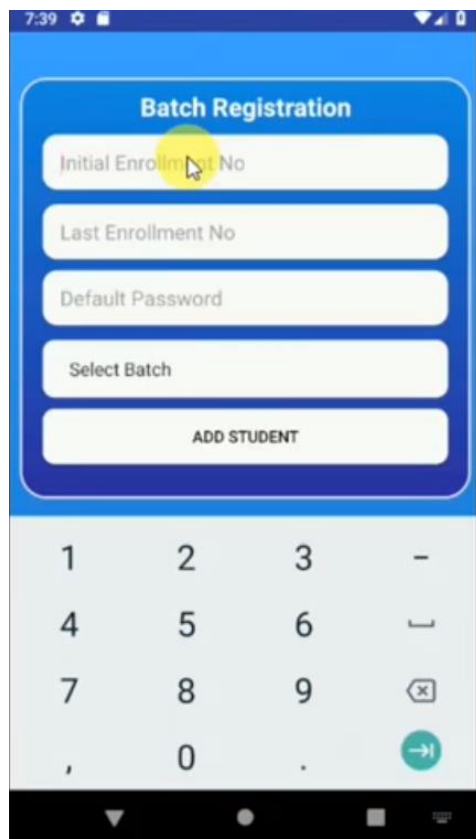 7:39
Batch Registration
Initial Enrollment No
Last Enrollment No
Default Password
Select Batch
ADD STUDENT
1 2 3 -
4 5 6
7 8 9
, 0 .